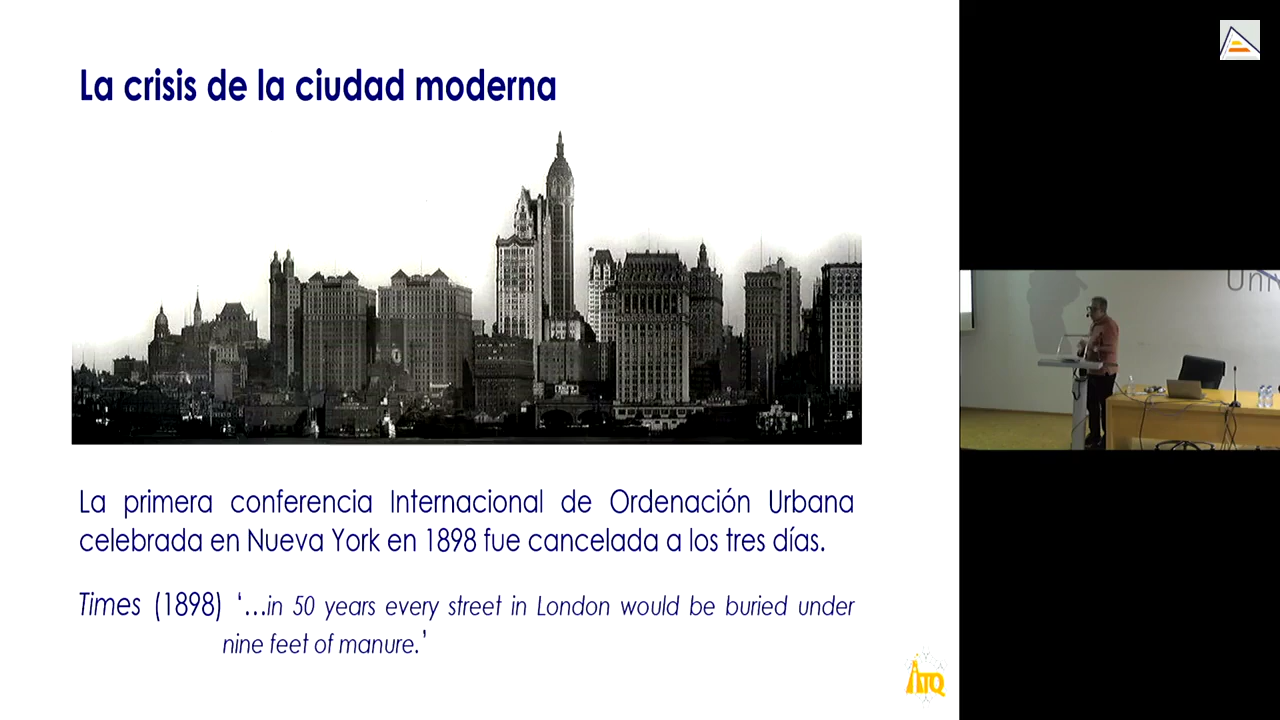 La crisis de la ciudad moderna
La primera conferencia Internacional de Ordenación Urbana
celebrada en Nueva York en 1898 fue cancelada a los tres días.
Times (1898) ‘…in 50 years every street in London would be buried under
nine feet of manure.’
ATQ